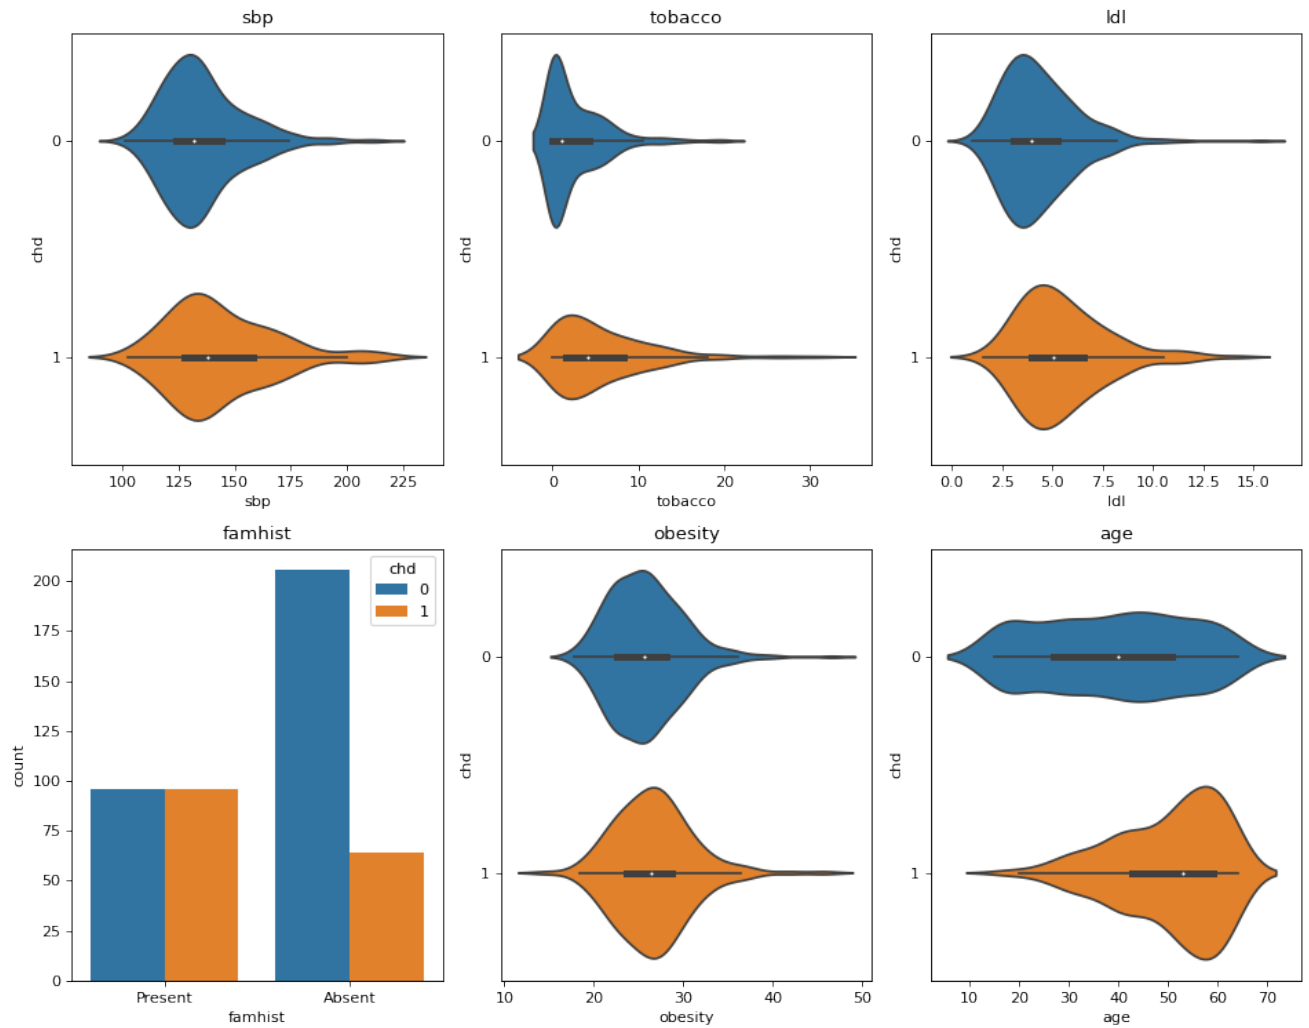 sbp
chd
0
1
100 125 150 175 200 225
sbp
tobacco
chd
0
1
0 10 20 30
tobacco
ldl
chd
0
1
0.0 2.5 5.0 7.5 10.0 12.5 15.0
ldl
famhist
count
200
175
150
125
100
75
50
25
0
chd
0
1
Present Absent
famhist
obesity
chd
0
1
10 20 30 40 50
obesity
age
chd
0
1
10 20 30 40 50 60 70
age